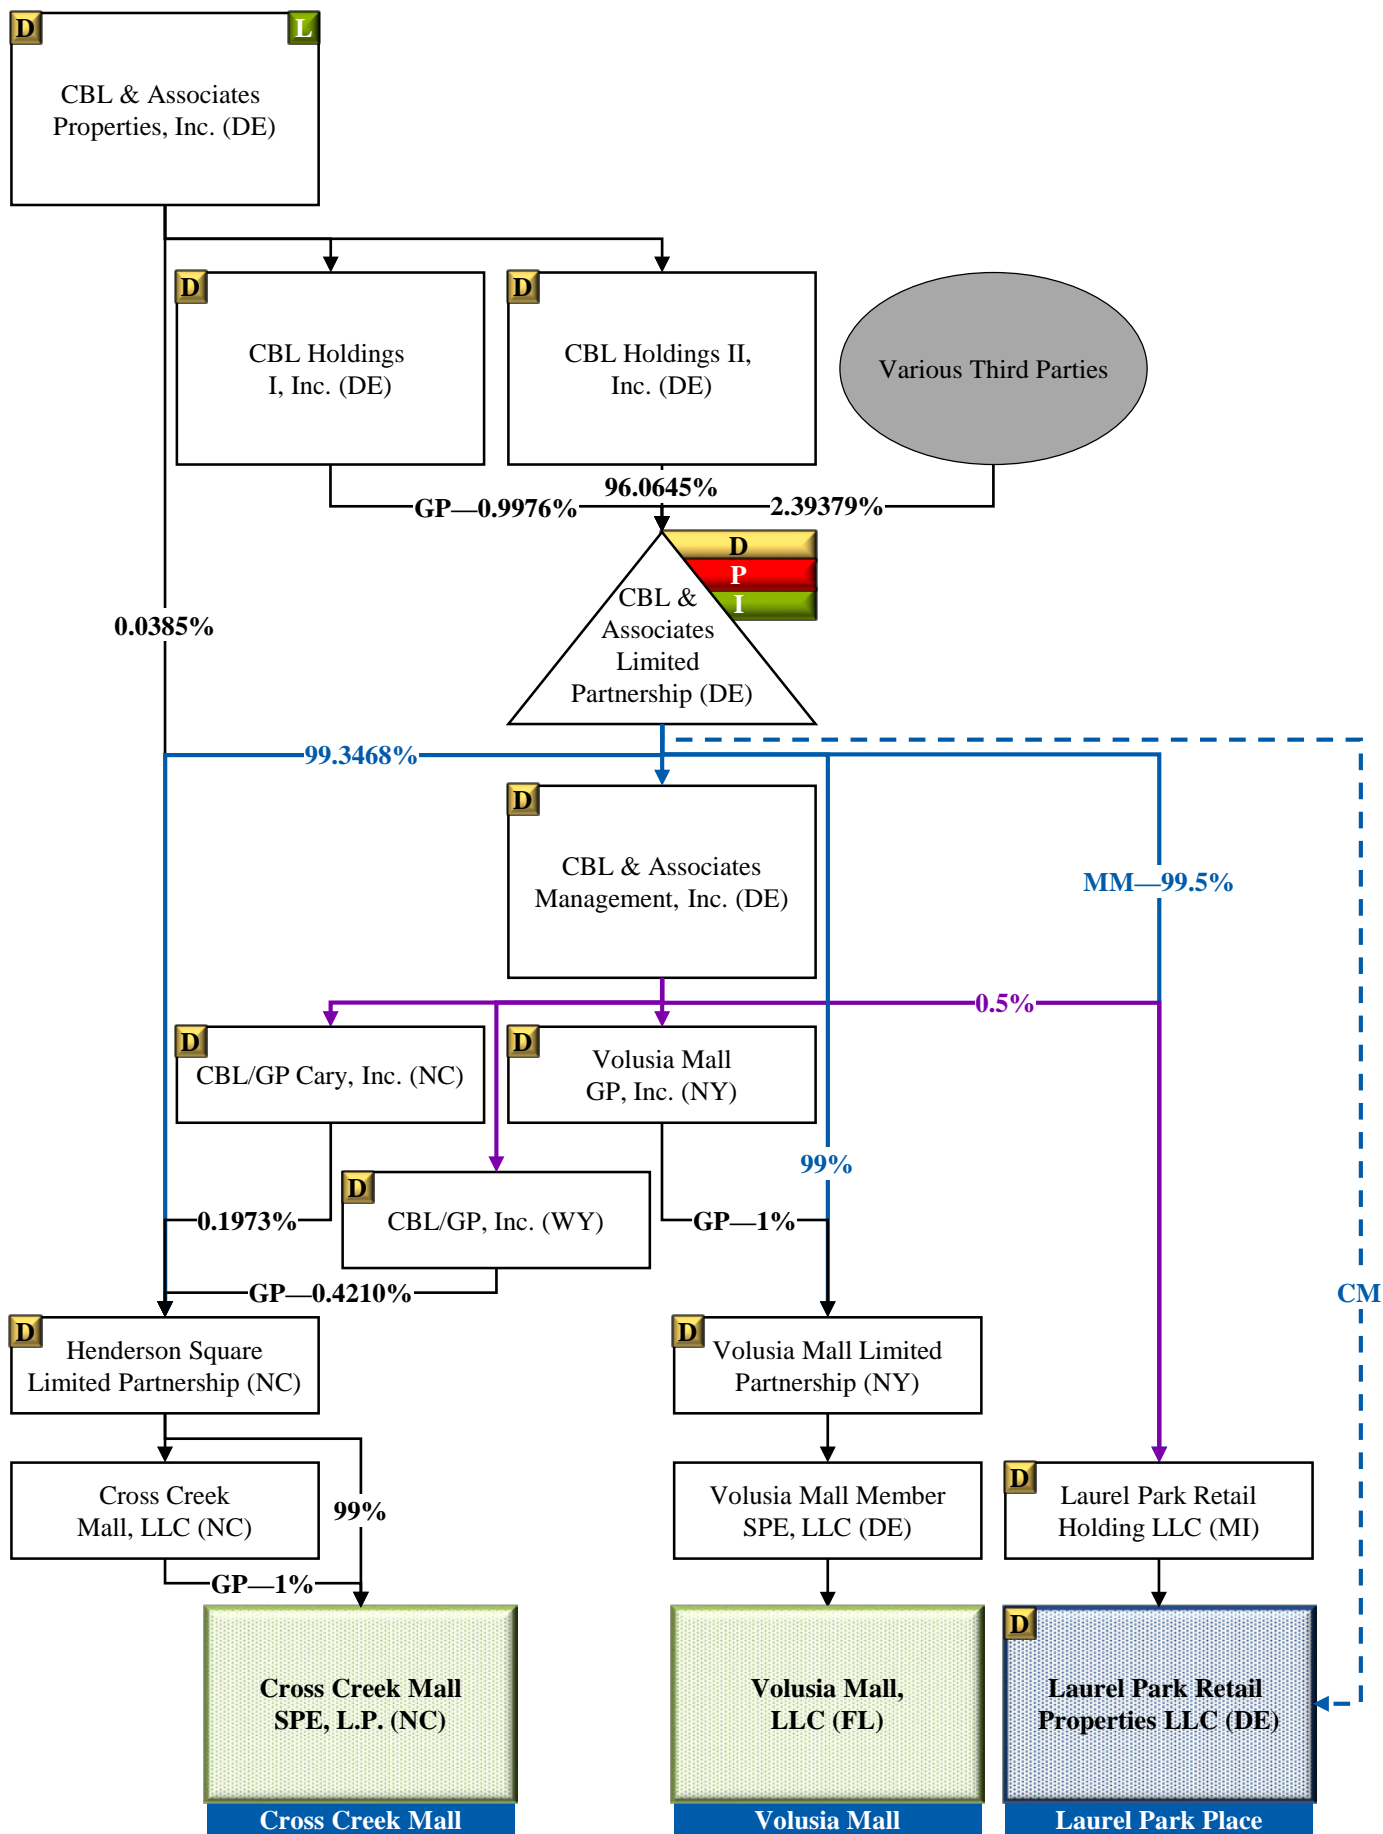 D
L
CBL & Associates
Properties, Inc. (DE)
D
D
CBL Holdings
I, Inc. (DE)
CBL Holdings II,
Inc. (DE)
Various Third Parties
96.0645%
GP—0.9976%
2.39379%
D
P
I
CBL &
Associates
Limited
Partnership (DE)
0.0385%
99.3468%
D
CBL & Associates
Management, Inc. (DE)
MM—99.5%
0.5%
D
CBL/GP Cary, Inc. (NC)
D
Volusia Mall
GP, Inc. (NY)
99%
D
CBL/GP, Inc. (WY)
0.1973%
GP—1%
GP—0.4210%
CM
D
Henderson Square
Limited Partnership (NC)
D
Volusia Mall Limited
Partnership (NY)
Cross Creek
Mall, LLC (NC)
99%
Volusia Mall Member
SPE, LLC (DE)
D
Laurel Park Retail
Holding LLC (MI)
GP—1%
Cross Creek Mall
SPE, L.P. (NC)
Volusia Mall,
LLC (FL)
D
Laurel Park Retail
Properties LLC (DE)
Cross Creek Mall
Volusia Mall
Laurel Park Place